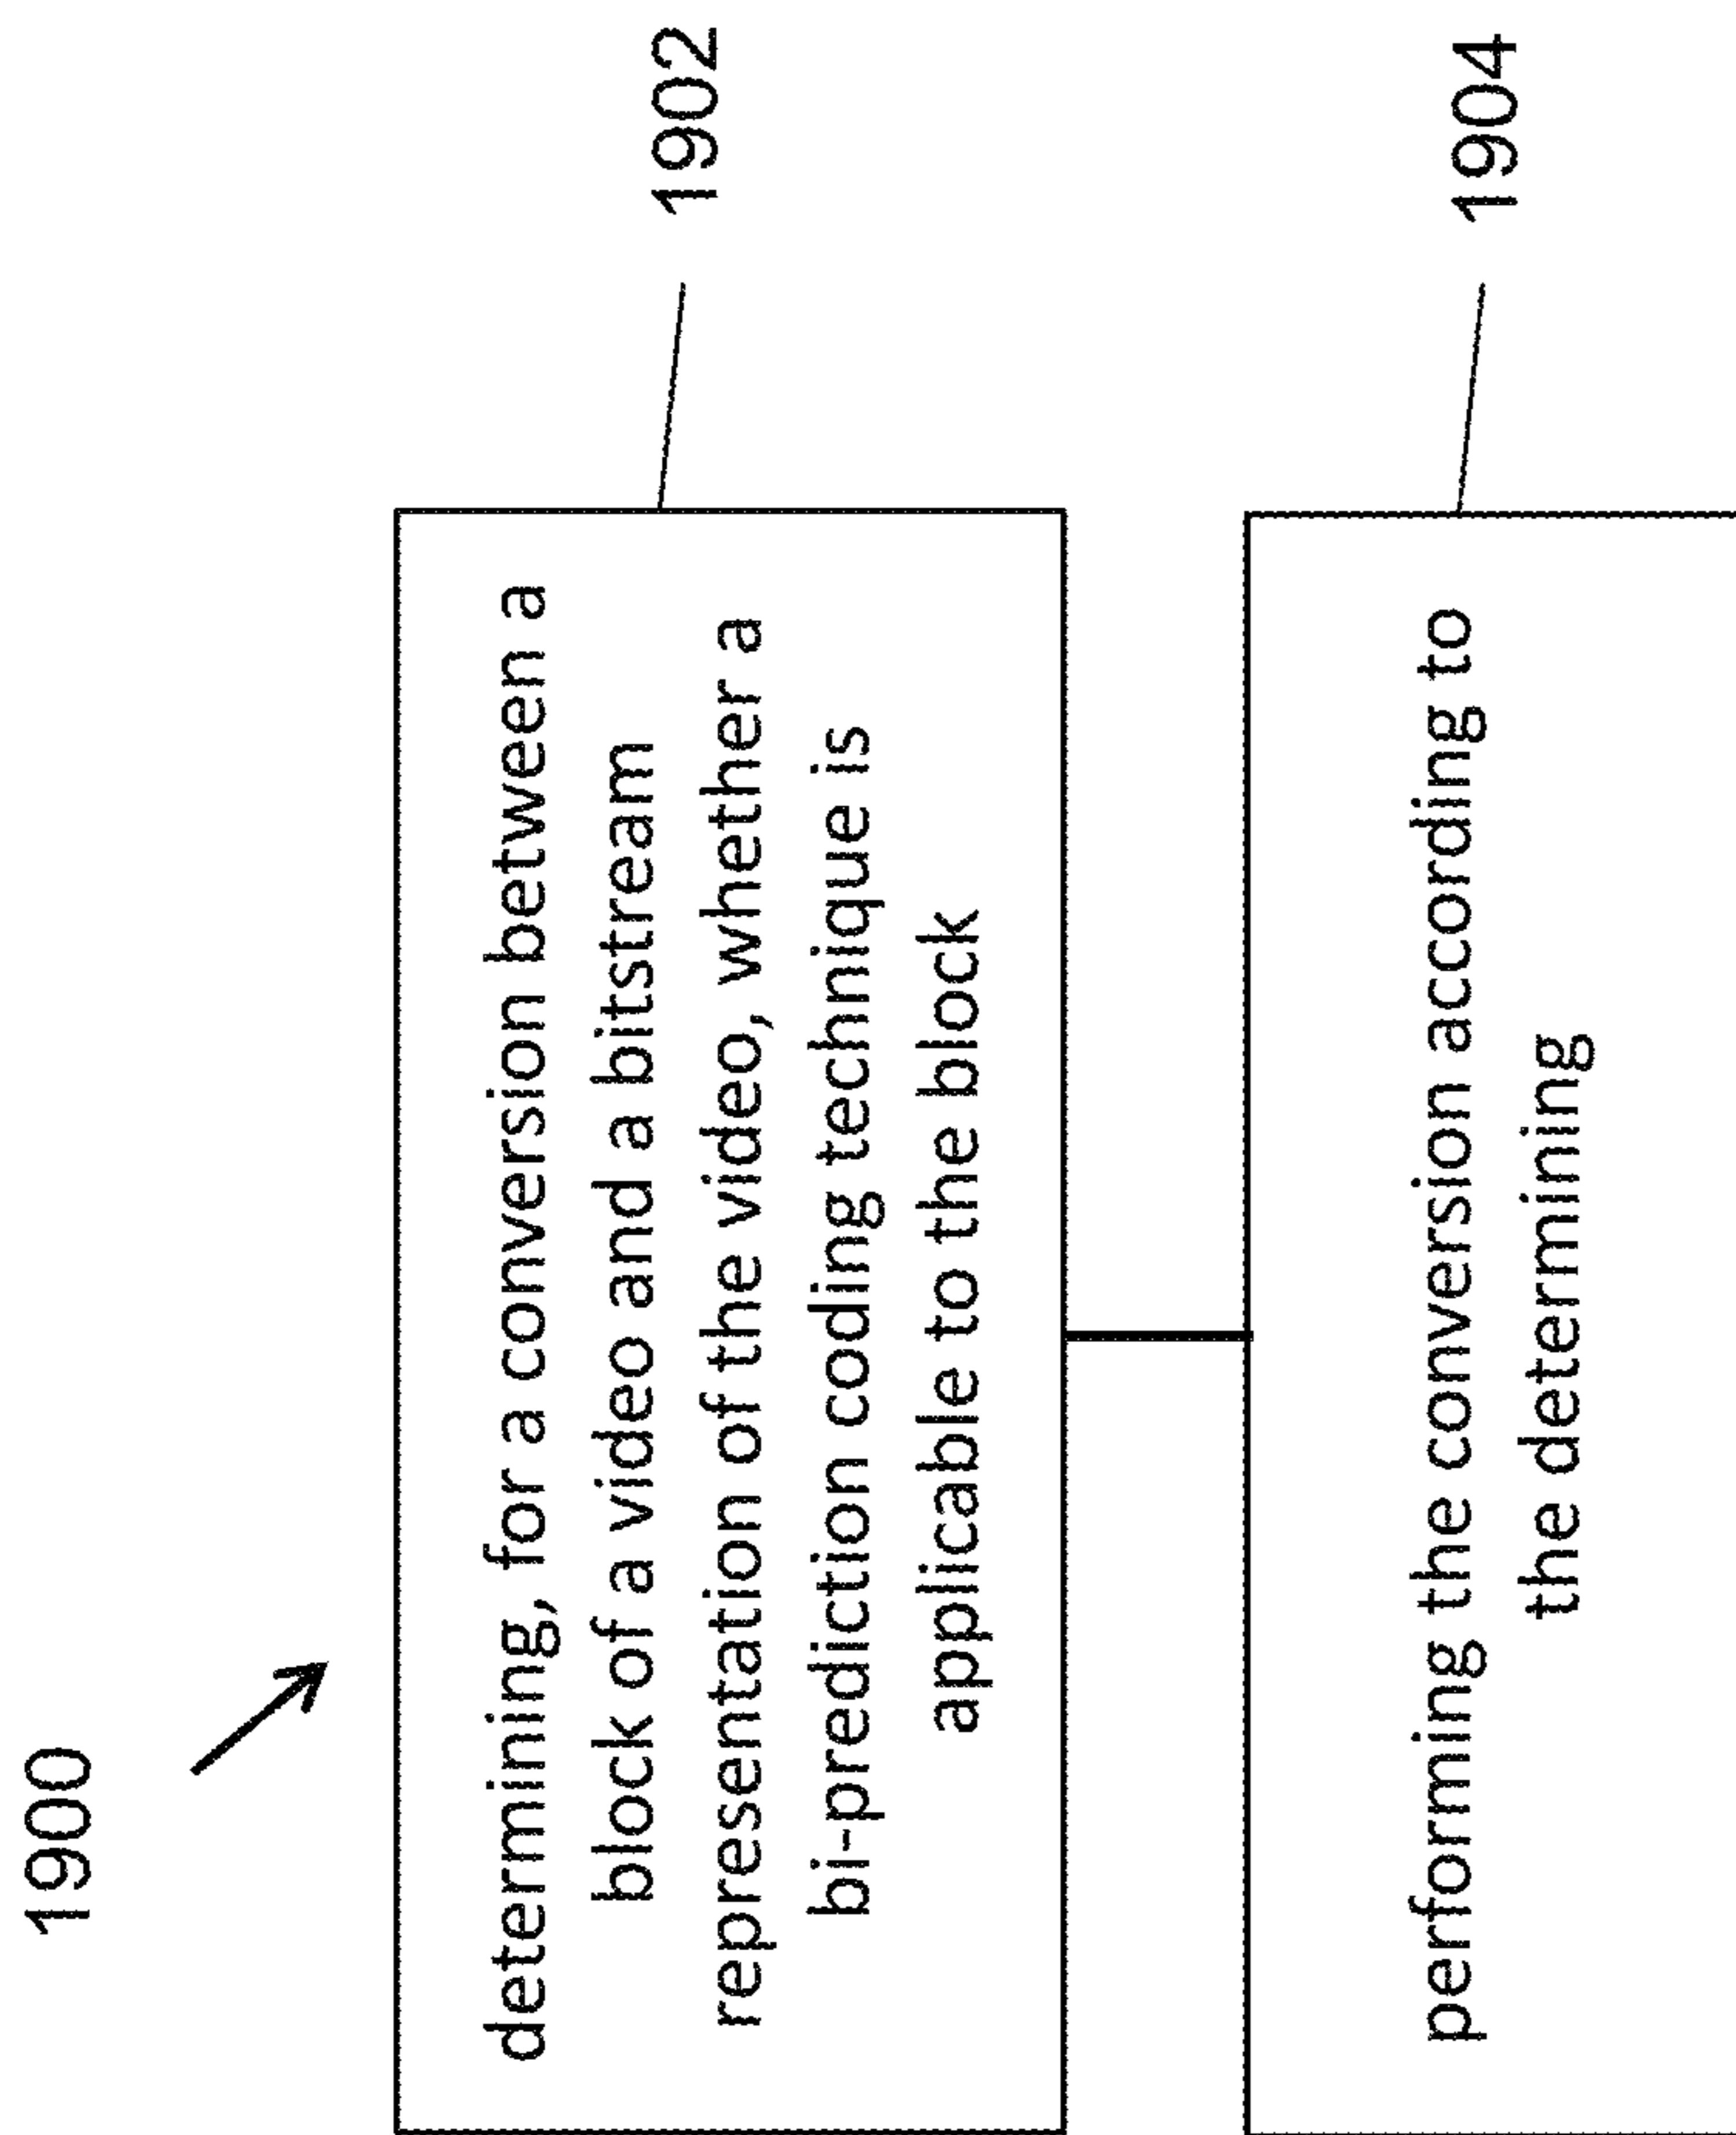 1900
determining, for a conversion between a
block of a video and a bitstream
representation of the video, whether a
bi-prediction coding technique is
applicable to the block
1902
performing the conversion according to
the determining
1904